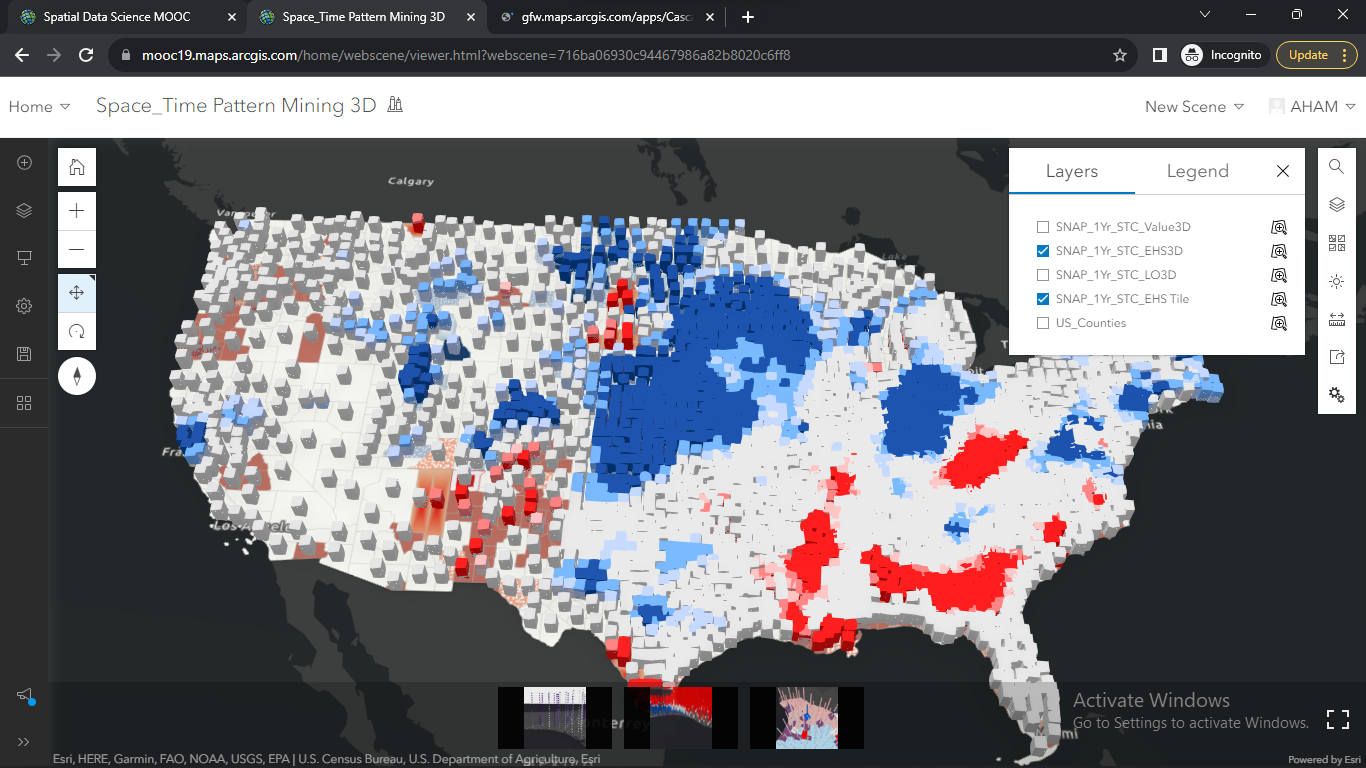 Spatial Data Science MOOC
Space_Time Pattern Mining 3D
gfw.maps.arcgis.com/apps/Casca
mooc19.maps.arcgis.com/home/webscene/viewer.html?webscene=716ba06930c94467986a82b8020c6ff8
Incognito
Update
Home
Space_Time Pattern Mining 3D
New Scene
AHAM
Calgary
Layers
Legend
SNAP_1Yr_STC_Value3D
SNAP_1Yr_STC_EHS3D
SNAP_1Yr_STC_LO3D
SNAP_1Yr_STC_EHS Tile
US_Counties
Los Angeles
Activate Windows
Go to Settings to activate Windows.
Esri, HERE, Garmin, FAO, NOAA, USGS, EPA | U.S. Census Bureau, U.S. Department of Agriculture, Esri
Powered by Esri